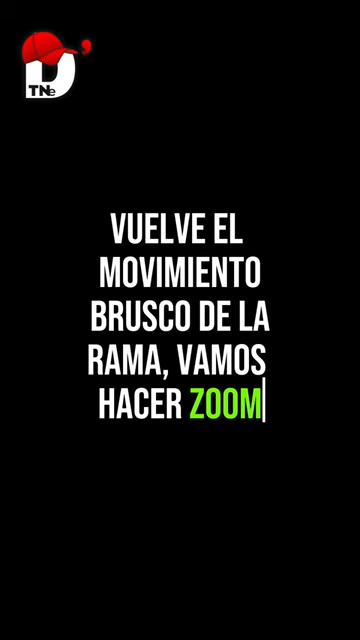 D'
TNe
VUELVE EL
MOVIMIENTO
BRUSCO DE LA
RAMA, VAMOS
HACER ZOOM